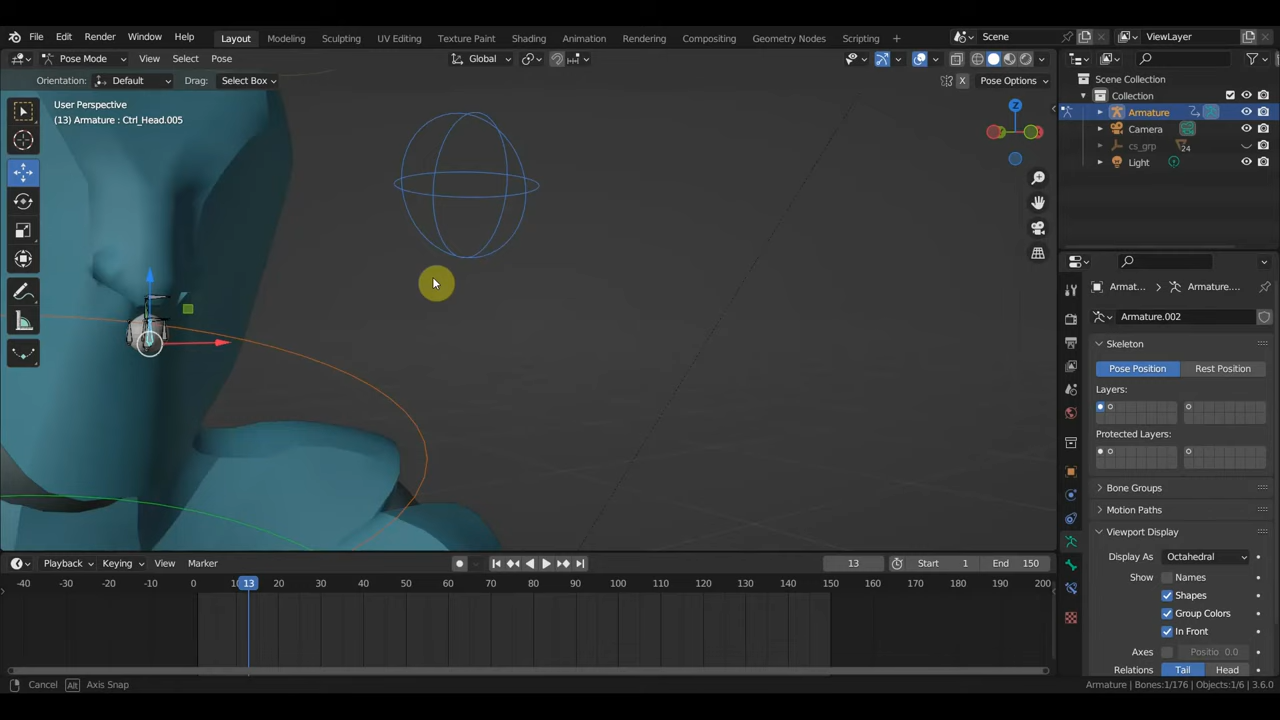 File Edit Render Window Help Layout Modeling Sculpting UV Editing Texture Paint Shading Animation Rendering Compositing Geometry Nodes Scripting + Scene ViewLayer
Pose Mode View Select Pose Global
Orientation: Default Drag: Select Box X Pose Options
User Perspective
(13) Armature : Ctrl_Head.005
Z
Scene Collection
Collection
Armature
Camera
cs_grp 24
Light
Armat... Armature....
Armature.002
Skeleton
Pose Position Rest Position
Layers:
Protected Layers:
Bone Groups
Motion Paths
Viewport Display
Display As Octahedral
Show Names
Shapes
Group Colors
In Front
Axes Positio 0.0
Relations Tail Head
Playback Keying View Marker 13 Start 1 End 150
-40 -30 -20 -10 0 13 20 30 40 50 60 70 80 90 100 110 120 130 140 150 160 170 180 190 200
Cancel Alt Axis Snap Armature | Bones:1/176 | Objects:1/6 | 3.6.0